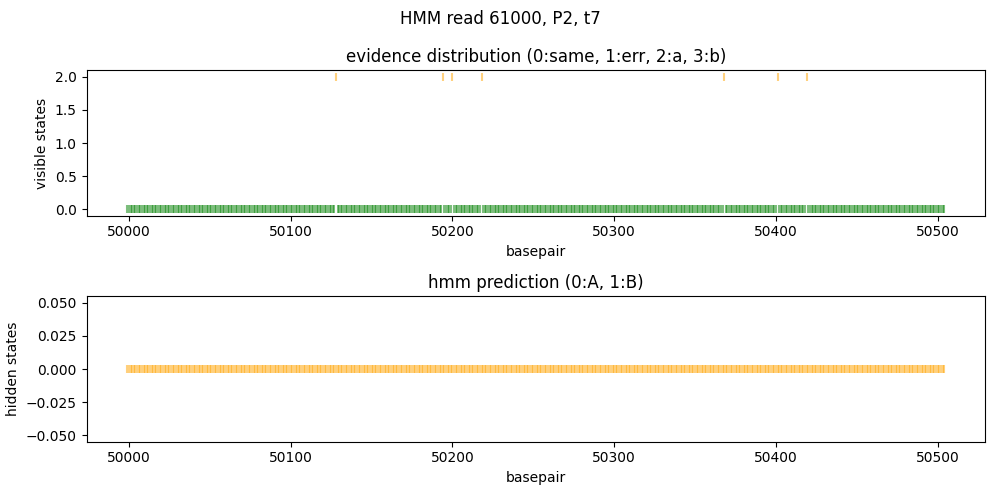 HMM read 61000, P2, t7
evidence distribution (0:same, 1:err, 2:a, 3:b)
visible states
2.0
1.5
1.0
0.5
0.0
50000 50100 50200 50300 50400 50500
basepair
hmm prediction (0:A, 1:B)
hidden states
0.050
0.025
0.000
−0.025
−0.050
50000 50100 50200 50300 50400 50500
basepair